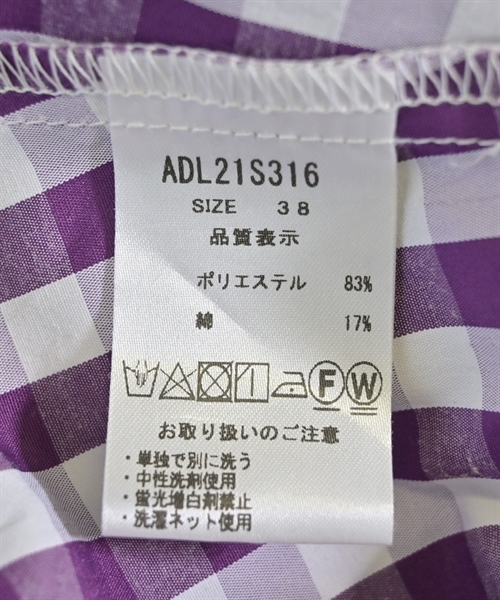 ADL21S316
SIZE 38
品質表示
ポリエステル 83%
綿 17%
F W
お取り扱いのご注意
・単独で別に洗う
・中性洗剤使用
・蛍光増白剤禁止
・洗濯ネット使用